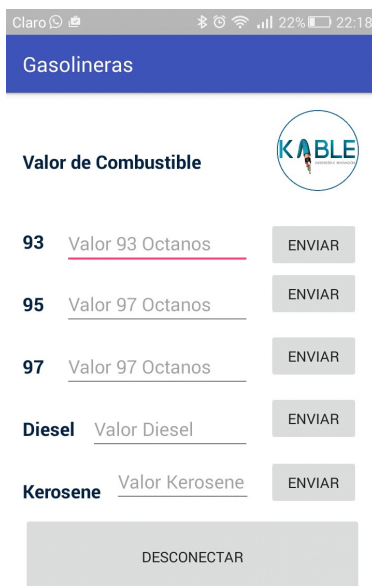 Claro 22% 22:18
Gasolineras
Valor de Combustible
KABLE
93 Valor 93 Octanos ENVIAR
95 Valor 97 Octanos ENVIAR
97 Valor 97 Octanos ENVIAR
Diesel Valor Diesel ENVIAR
Kerosene Valor Kerosene ENVIAR
DESCONECTAR